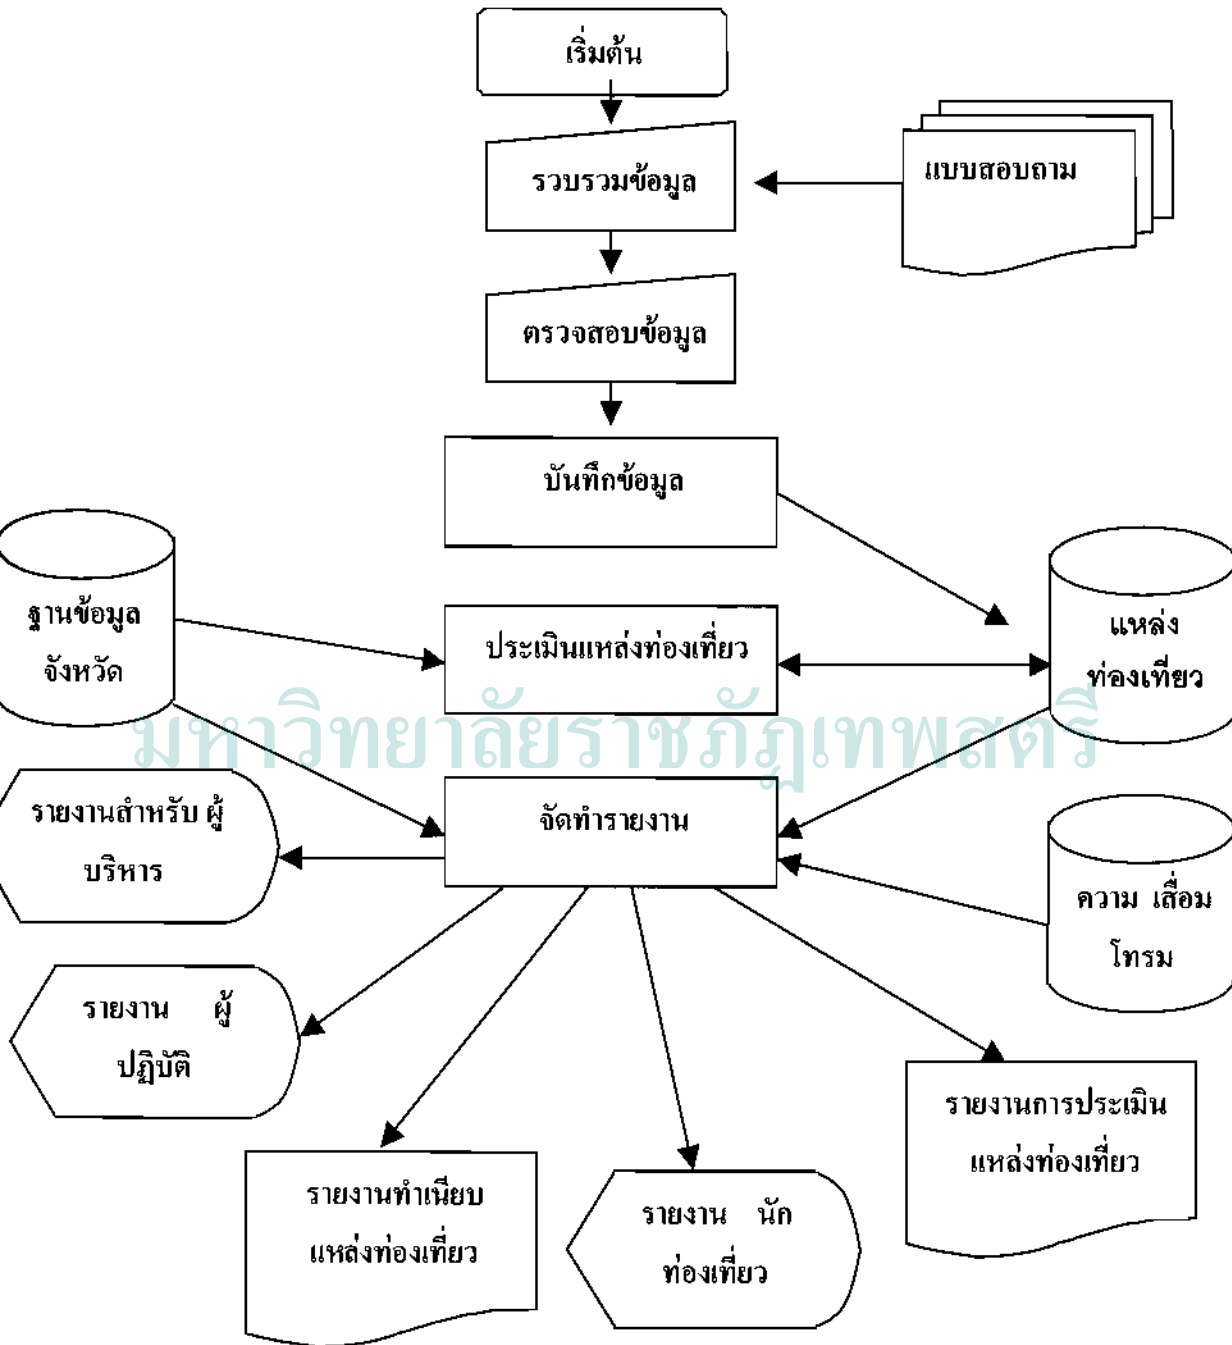 เริ่มต้น
รวบรวมข้อมูล
แบบสอบถาม
ตรวจสอบข้อมูล
บันทึกข้อมูล
ฐานข้อมูล
จังหวัด
ประเมินแหล่งท่องเที่ยว
แหล่ง
ท่องเที่ยว
มหาวิทยาลัยราชภัฏเทพสตรี
รายงานสำหรับ ผู้
บริหาร
จัดทำรายงาน
ความ เสื่อม
โทรม
รายงาน ผู้
ปฏิบัติ
รายงานการประเมิน
แหล่งท่องเที่ยว
รายงานทำเนียบ
แหล่งท่องเที่ยว
รายงาน นัก
ท่องเที่ยว